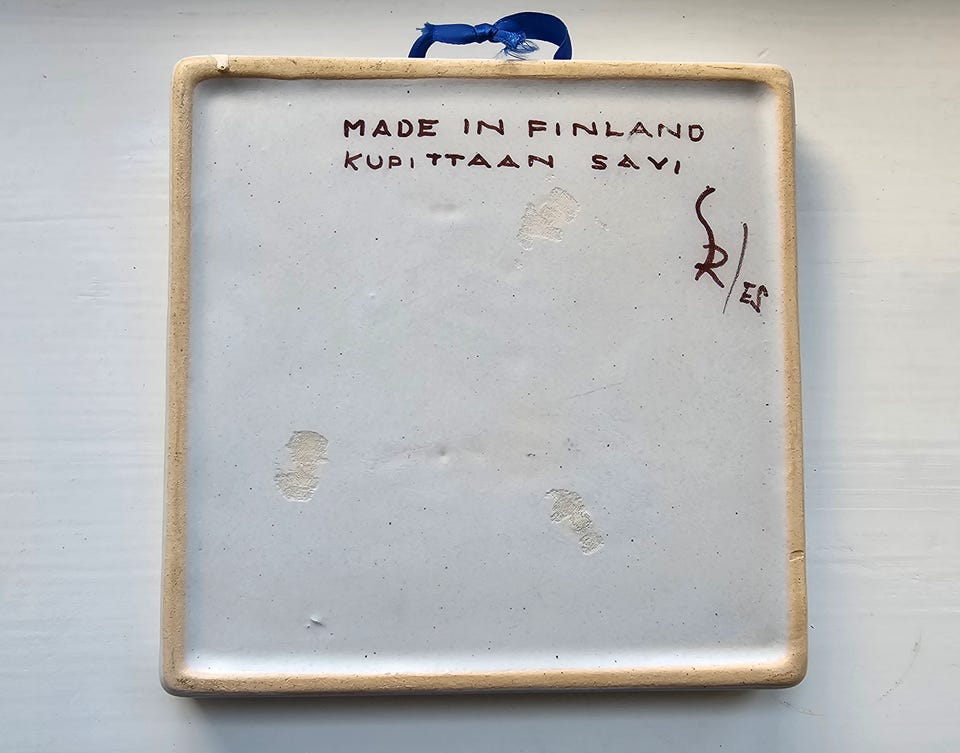 MADE IN FINLAND
KUPITTAAN SAVI
SR/ES